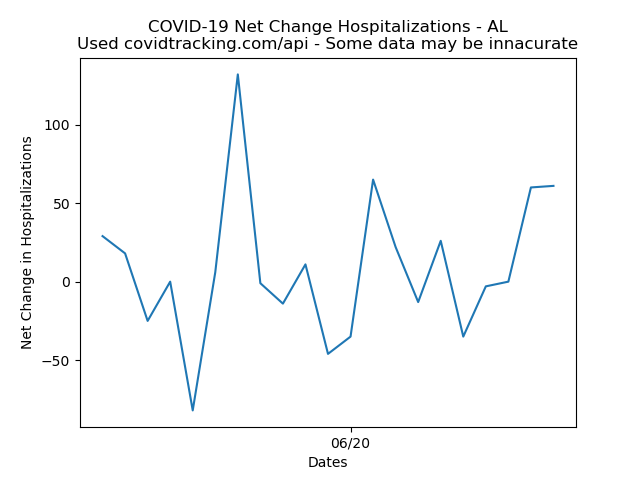 COVID-19 Net Change Hospitalizations - AL
Used covidtracking.com/api - Some data may be innacurate
Net Change in Hospitalizations
100
50
0
−50
06/20
Dates